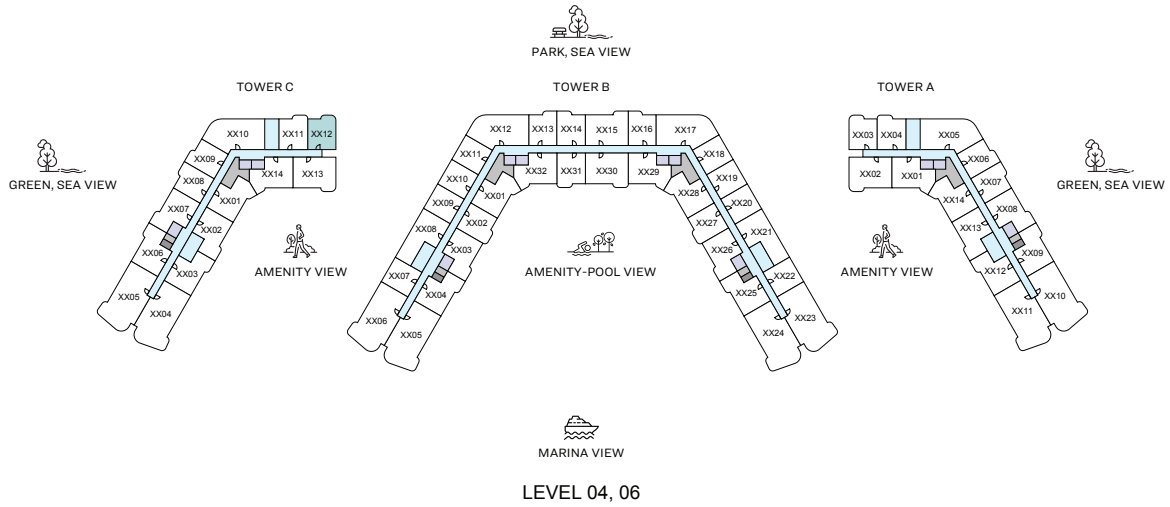 PARK, SEA VIEW
TOWER C
TOWER B
TOWER A
XX10
XX11
XX12
XX09
XX14
XX13
XX08
XX01
XX07
XX02
XX06
XX03
XX05
XX04
XX12
XX13
XX14
XX15
XX16
XX17
XX11
XX32
XX31
XX30
XX29
XX18
XX10
XX01
XX28
XX19
XX09
XX02
XX27
XX20
XX08
XX03
XX26
XX21
XX07
XX04
XX25
XX22
XX06
XX05
XX24
XX23
XX03
XX04
XX05
XX02
XX01
XX06
XX14
XX07
XX13
XX08
XX12
XX09
XX11
XX10
GREEN, SEA VIEW
GREEN, SEA VIEW
AMENITY VIEW
AMENITY-POOL VIEW
AMENITY VIEW
MARINA VIEW
LEVEL 04, 06